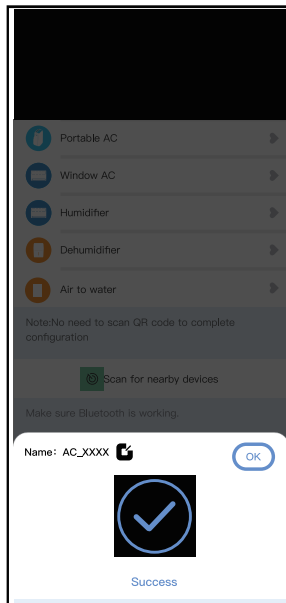 Portable AC
Window AC
Humidifier
Dehumidifier
Air to water
Note:No need to scan QR code to complete
configuration
Scan for nearby devices
Make sure Bluetooth is working.
Name: AC_XXXX
OK
Success